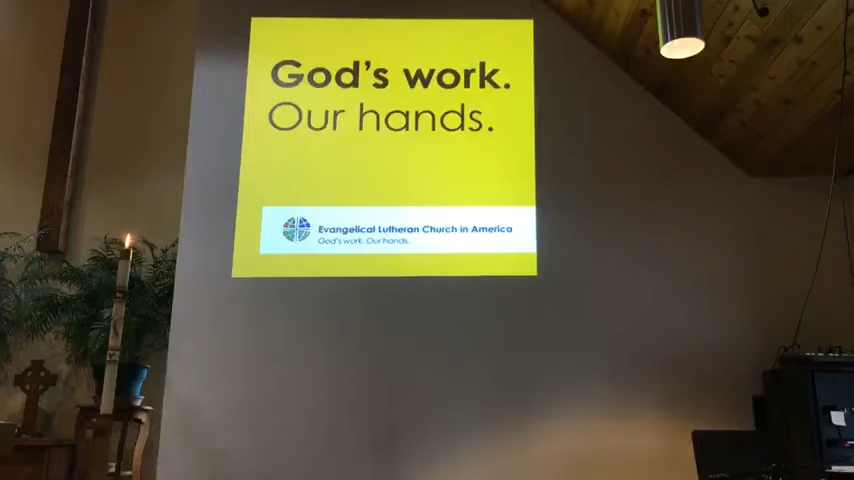 God's work.
Our hands.
Evangelical Lutheran Church in America
God's work. Our hands.